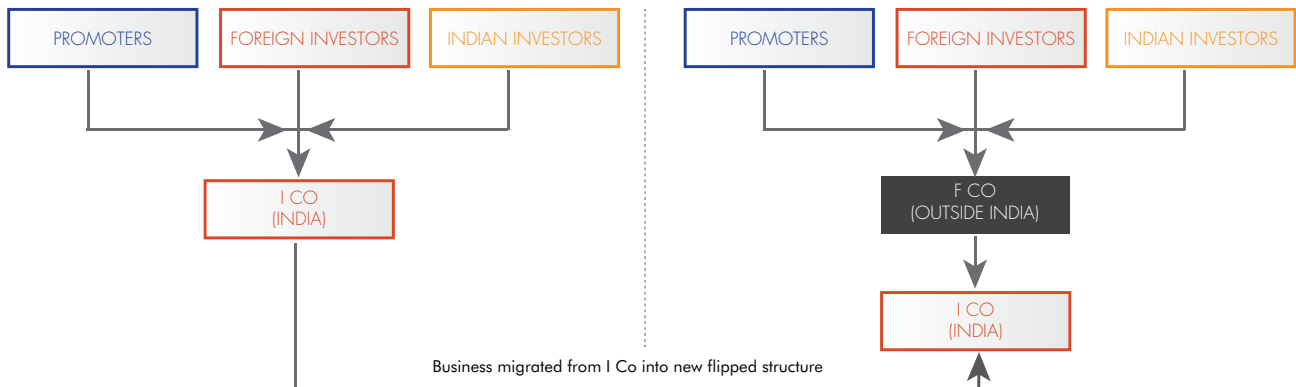 PROMOTERS
FOREIGN INVESTORS
INDIAN INVESTORS
I CO
(INDIA)
PROMOTERS
FOREIGN INVESTORS
INDIAN INVESTORS
F CO
(OUTSIDE INDIA)
I CO
(INDIA)
Business migrated from I Co into new flipped structure